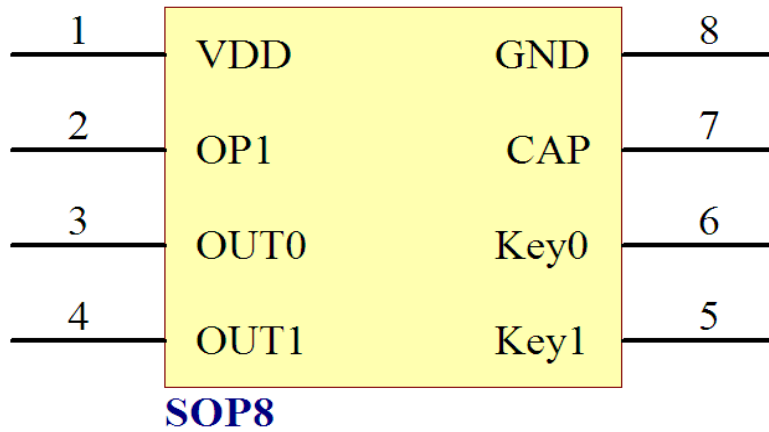 1 VDD GND 8
2 OP1 CAP 7
3 OUT0 Key0 6
4 OUT1 Key1 5
SOP8